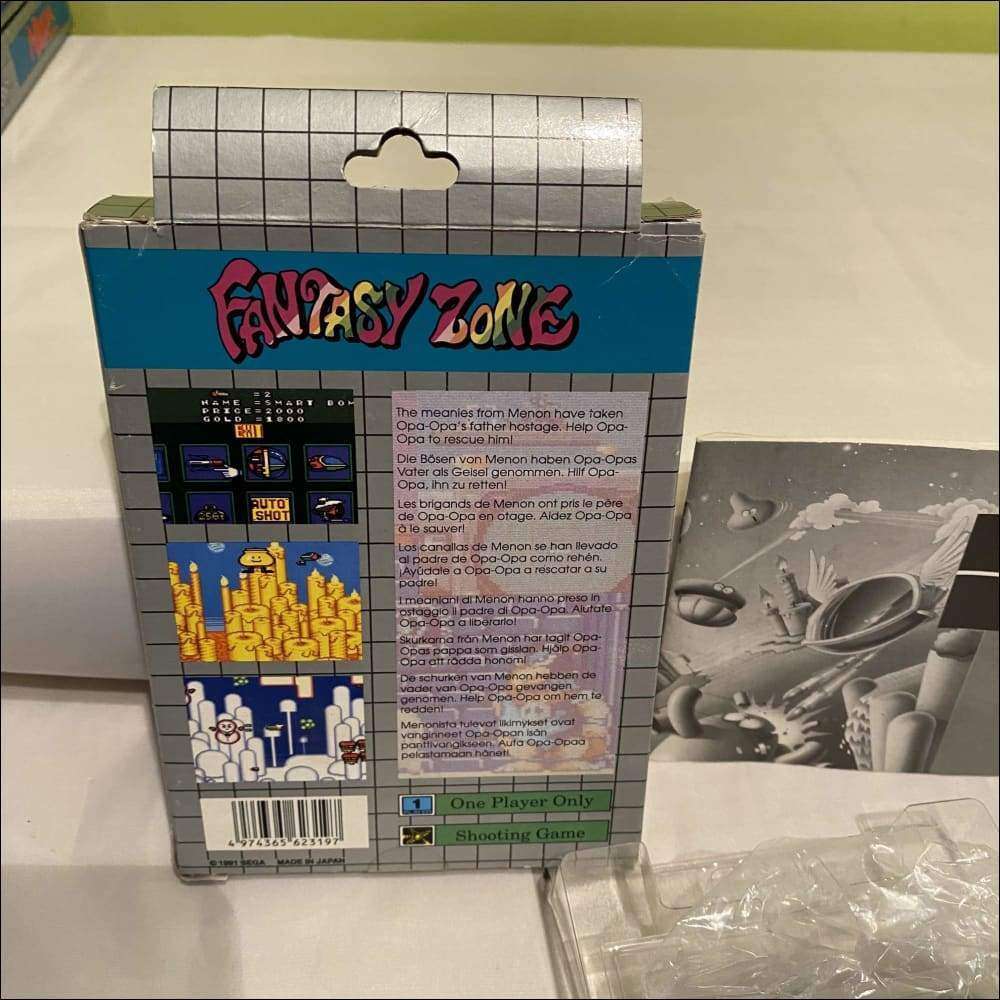 FANTASY ZONE
=2
NAME =SMART BOM
PRICE=2000
GOLD =1800
EXIT
AUTO
SHOT
The meanies from Menon have taken
Opa-Opa's father hostage. Help Opa-
Opa to rescue him!
Die Bösen von Menon haben Opa-Opas
Vater als Geisel genommen. Hilf Opa-
Opa, ihn zu retten!
Les brigands de Menon ont pris le père
de Opa-Opa en otage. Aidez Opa-Opa
à le sauver!
Los canallas de Menon se han llevado
al padre de Opa-Opa como rehén.
¡Ayúdate a Opa-Opa a rescatar a su
padre!
I meaniani di Menon hanno preso in
ostaggio il padre di Opa-Opa. Aiutate
Opa-Opa a liberarlo!
Skurkarna från Menon har tagit Opa-
Opas pappa som gisslan. Hjälp Opa-
Opa att rädda honom!
De schurken van Menon hebben de
vader van Opa-Opa gevangen
genomen. Help Opa-Opa om hem te
redden!
Menonista tulevat ilkimykset ovat
vanginneet Opa-Opan isän
panttivangikseen. Auta Opa-Opaa
pelastamaan hänet!
1
One Player Only
Shooting Game
4 974365 623197
© 1991 SEGA MADE IN JAPAN